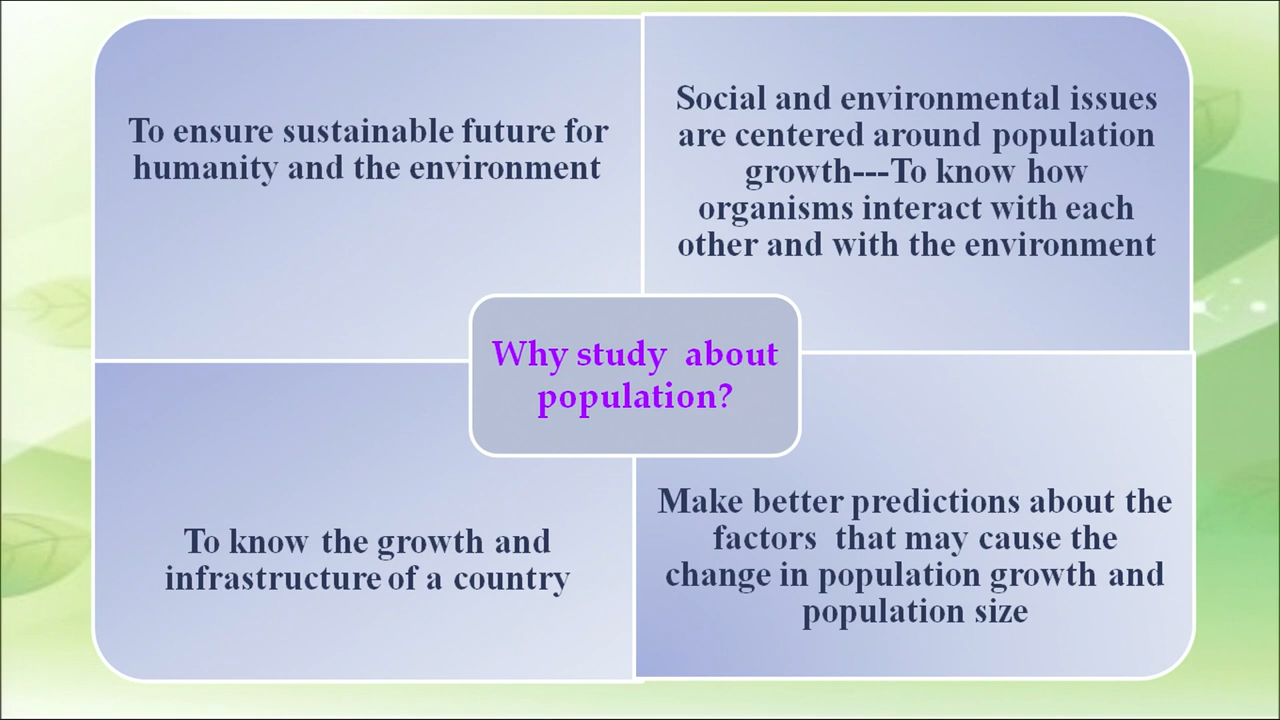 To ensure sustainable future for
humanity and the environment
Social and environmental issues
are centered around population
growth---To know how
organisms interact with each
other and with the environment
Why study about
population?
To know the growth and
infrastructure of a country
Make better predictions about the
factors that may cause the
change in population growth and
population size